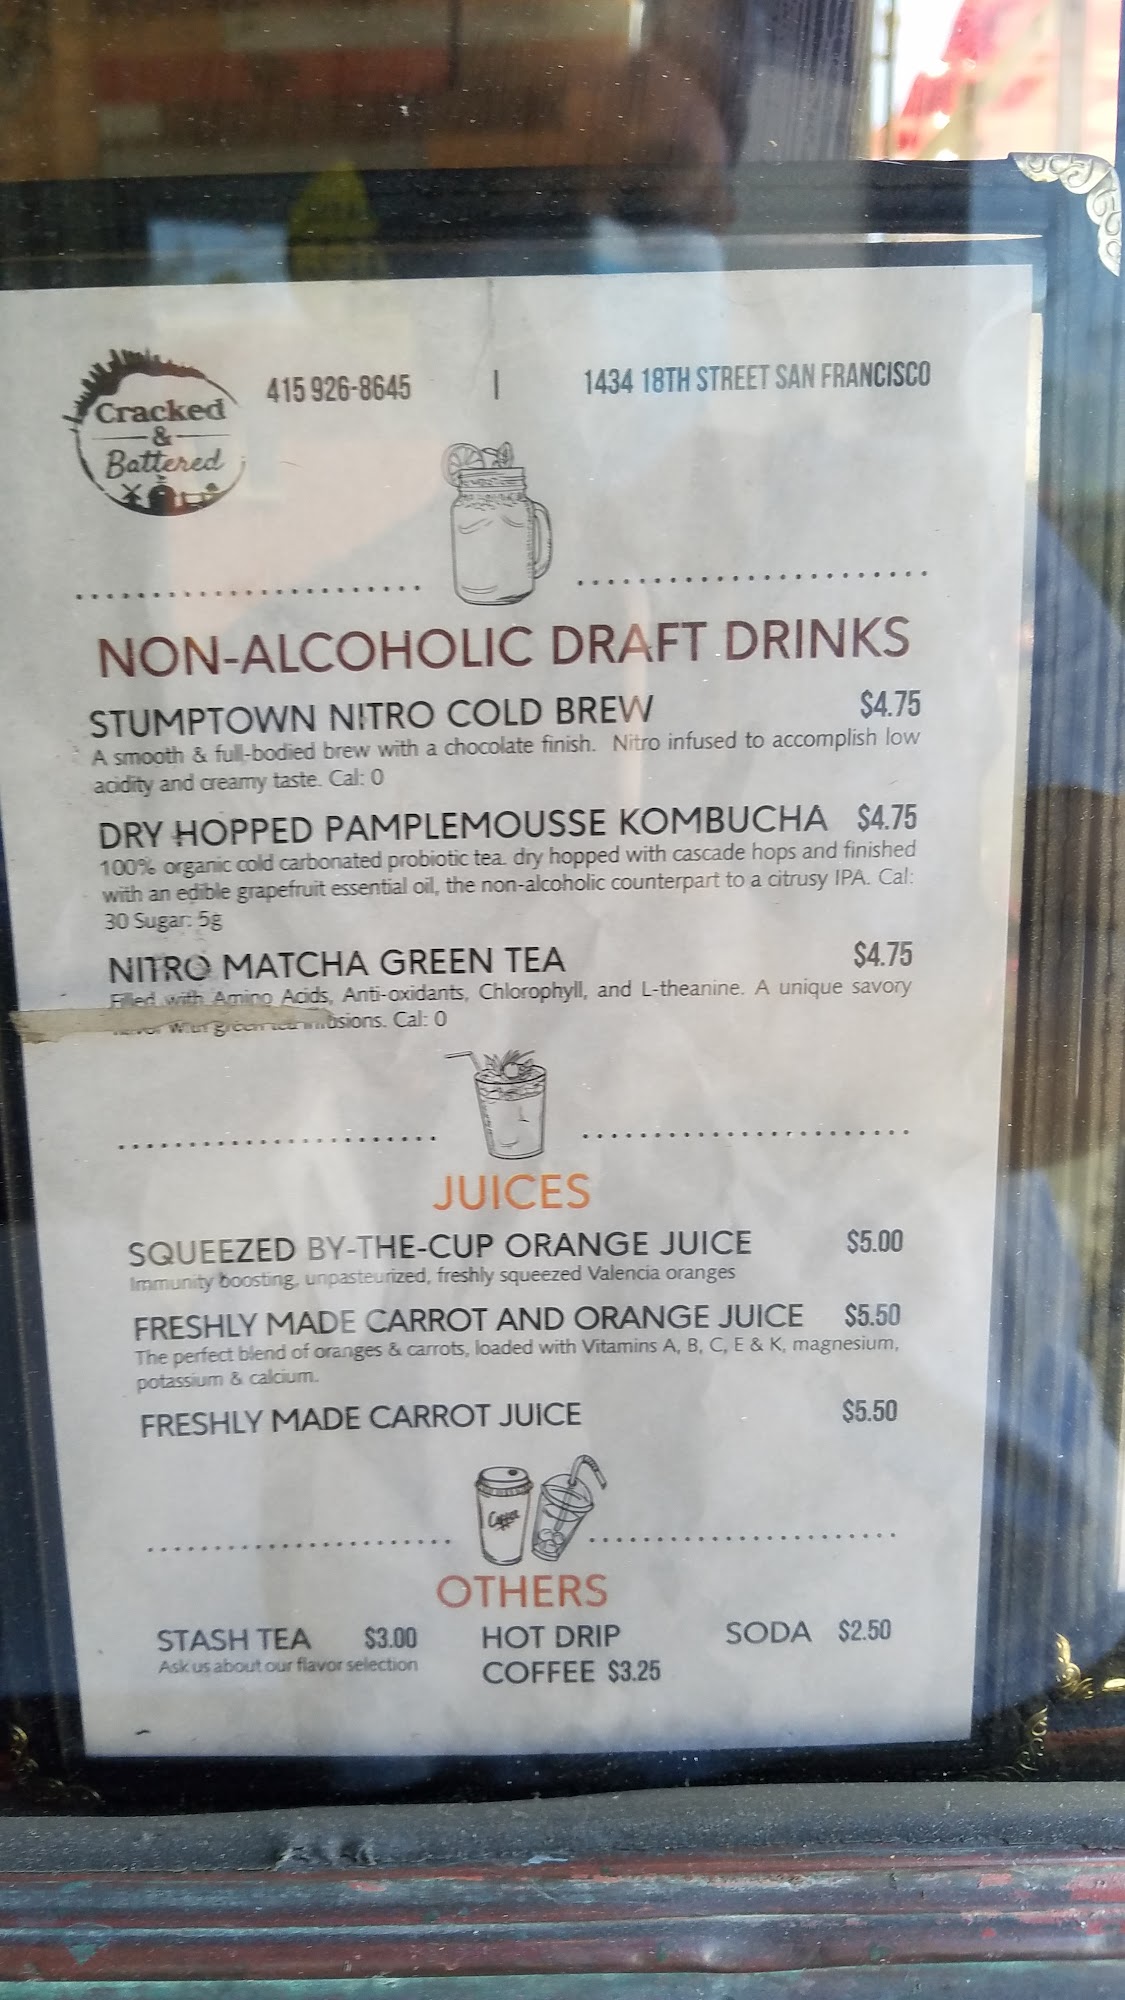 Cracked
&
Battered
415 926-8645 | 1434 18TH STREET SAN FRANCISCO
NON-ALCOHOLIC DRAFT DRINKS
STUMPTOWN NITRO COLD BREW $4.75
A smooth & full-bodied brew with a chocolate finish. Nitro infused to accomplish low
acidity and creamy taste. Cal: 0
DRY HOPPED PAMPLEMOUSSE KOMBUCHA $4.75
100% organic cold carbonated probiotic tea. dry hopped with cascade hops and finished
with an edible grapefruit essential oil, the non-alcoholic counterpart to a citrusy IPA. Cal:
30 Sugar: 5g
NITRO MATCHA GREEN TEA $4.75
Filled with Amino Acids, Anti-oxidants, Chlorophyll, and L-theanine. A unique savory
flavor with green tea infusions. Cal: 0
JUICES
SQUEEZED BY-THE-CUP ORANGE JUICE $5.00
Immunity boosting, unpasteurized, freshly squeezed Valencia oranges
FRESHLY MADE CARROT AND ORANGE JUICE $5.50
The perfect blend of oranges & carrots, loaded with Vitamins A, B, C, E & K, magnesium,
potassium & calcium.
FRESHLY MADE CARROT JUICE $5.50
Coffee
OTHERS
STASH TEA $3.00 HOT DRIP SODA $2.50
Ask us about our flavor selection COFFEE $3.25